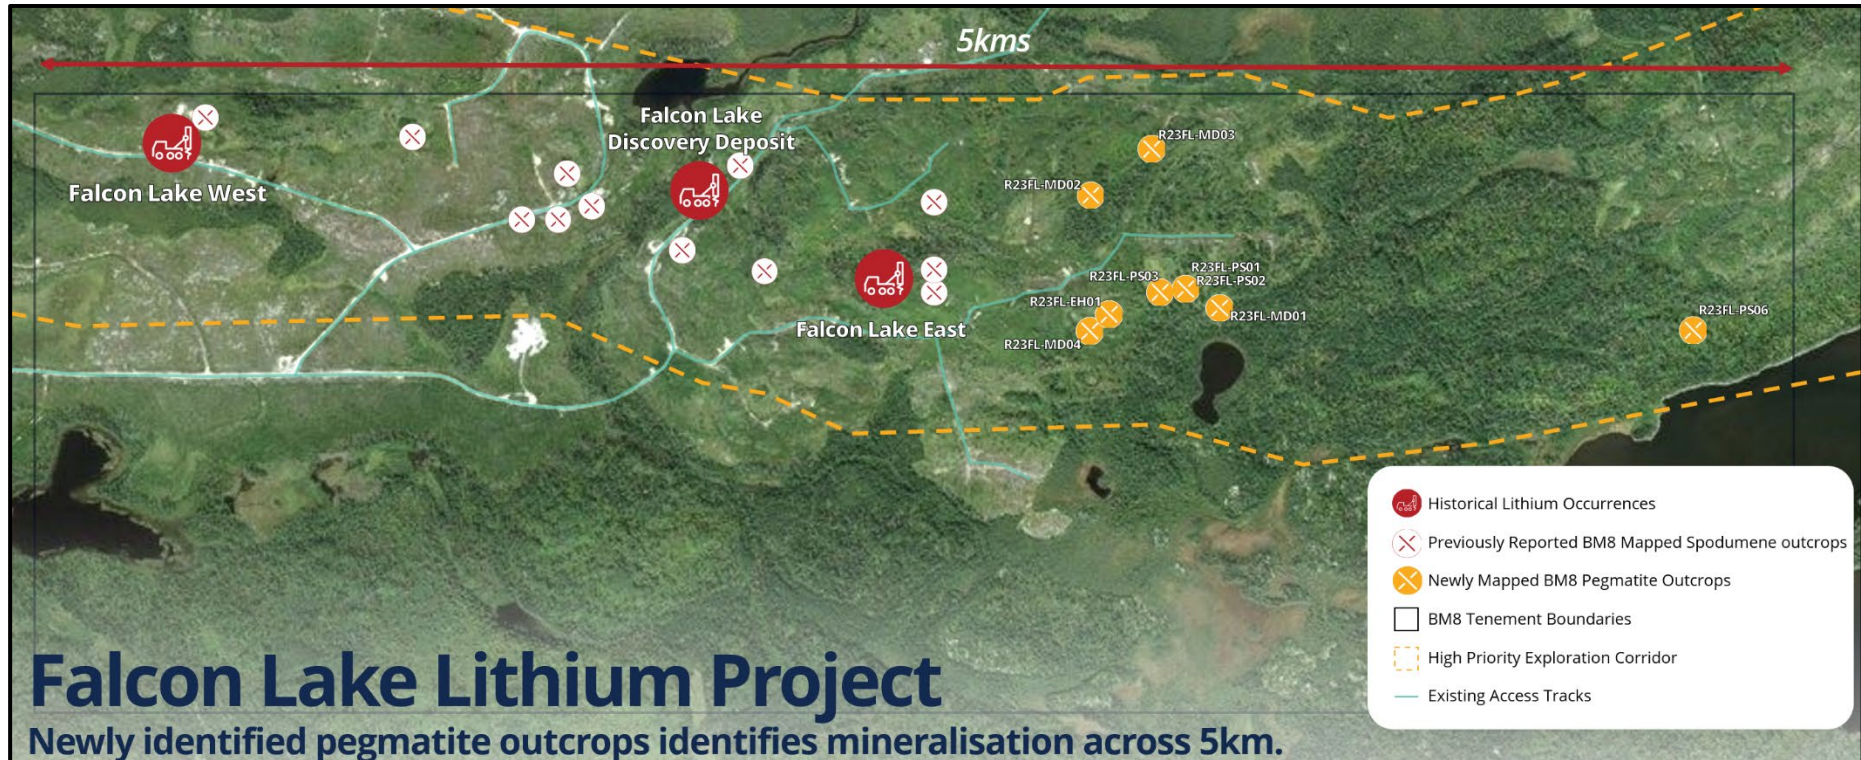 5kms
Falcon Lake
Discovery Deposit
Falcon Lake West
Falcon Lake East
R23FL-MD03
R23FL-MD02
R23FL-PS01
R23FL-PS03
R23FL-PS02
R23FL-EH01
R23FL-MD01
R23FL-MD04
R23FL-PS06
Historical Lithium Occurrences
Previously Reported BM8 Mapped Spodumene outcrops
Newly Mapped BM8 Pegmatite Outcrops
BM8 Tenement Boundaries
High Priority Exploration Corridor
Existing Access Tracks
Falcon Lake Lithium Project
Newly identified pegmatite outcrops identifies mineralisation across 5km.